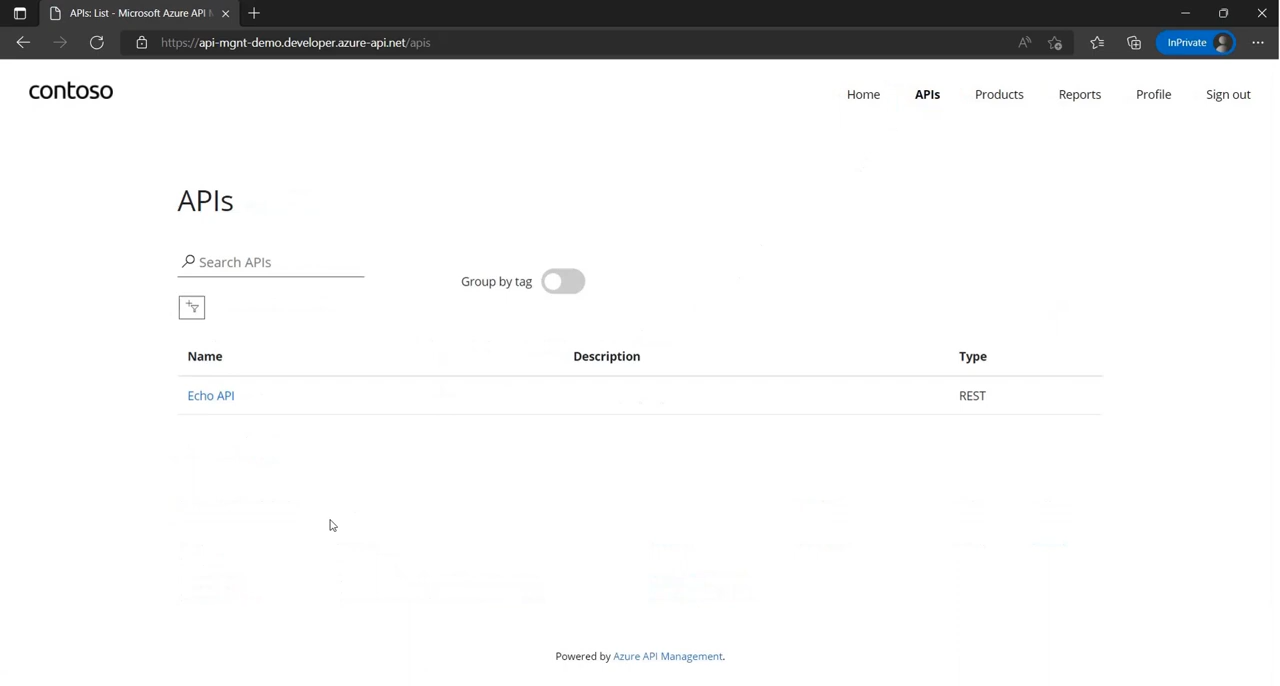 APIs: List - Microsoft Azure API
https://api-mgnt-demo.developer.azure-api.net/apis
InPrivate
contoso
Home APIs Products Reports Profile Sign out
APIs
Search APIs
Group by tag
Name Description Type
Echo API REST
Powered by Azure API Management.